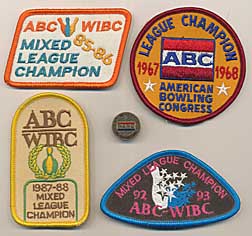 ABC WIBC
85-86
MIXED
LEAGUE
CHAMPION
LEAGUE CHAMPION
1967 ABC 1968
AMERICAN
BOWLING
CONGRESS
ABC
WIBC
1987-88
MIXED
LEAGUE
CHAMPION
MIXED LEAGUE CHAMPION
92 93
ABC-WIBC